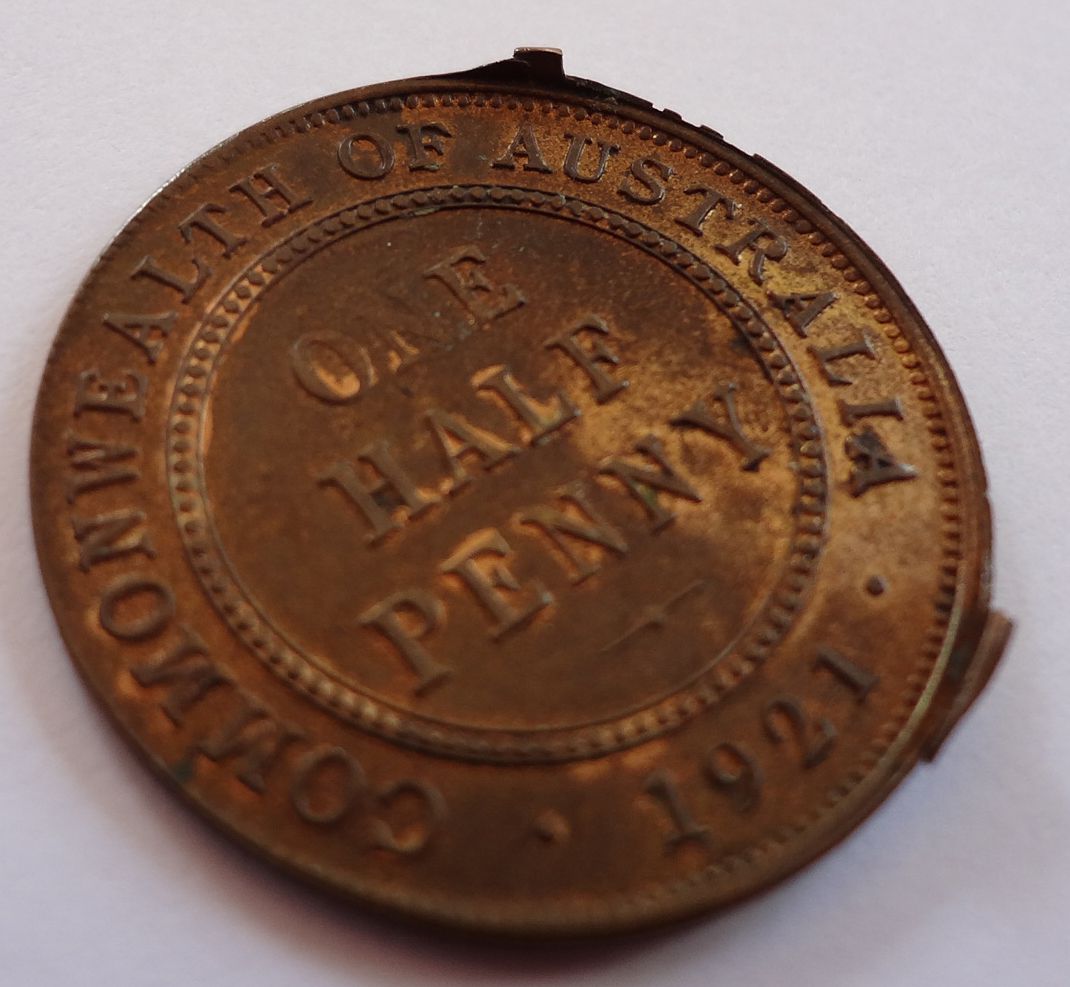 COMMONWEALTH OF AUSTRALIA
ONE
HALF
PENNY
1921